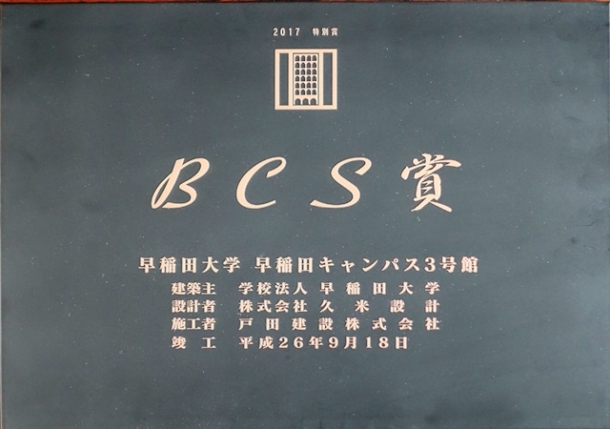 2017 特別賞
BCS賞
早稲田大学 早稲田キャンパス3号館
建築主 学校法人 早稲田大学
設計者 株式会社 久米設計
施工者 戸田建設株式会社
竣工 平成26年9月18日